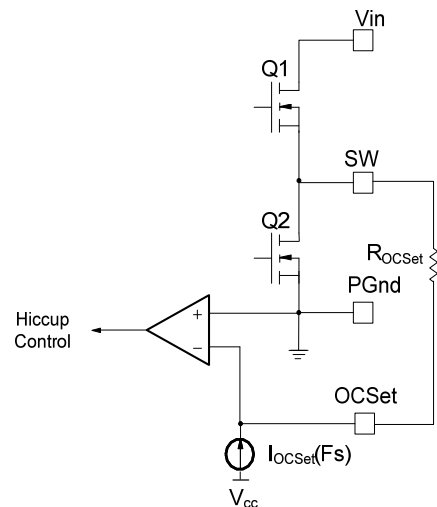 Vin
Q1
SW
Q2
ROCSet
PGnd
+
Hiccup
Control
−
OCSet
IOCSet(Fs)
Vcc